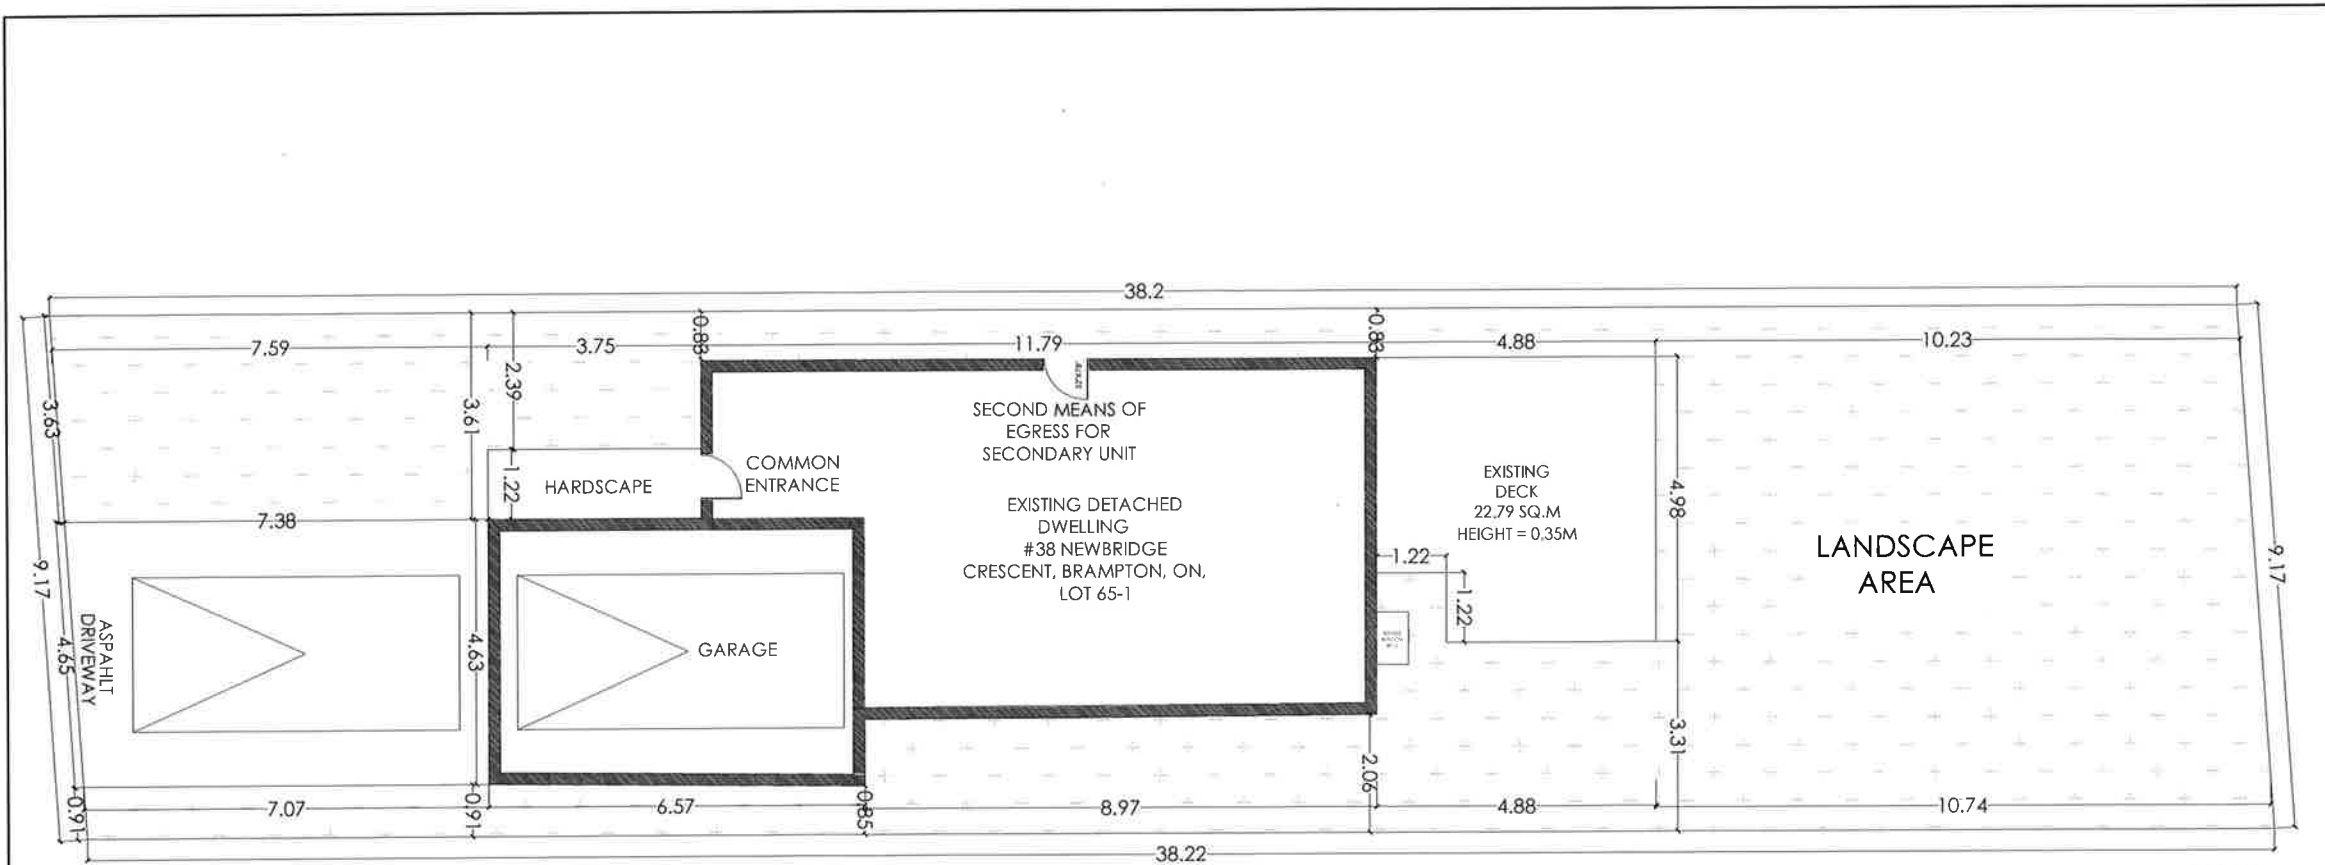 38.2
7.59
3.75
0.83
11.79
0.83
4.88
10.23
2.39
3.61
3.63
1.22
7.38
9.17
4.65
ASPAHLT
DRIVEWAY
4.63
0.91
7.07
0.91
6.57
0.85
8.97
2.06
4.88
10.74
38.22
HARDSCAPE
COMMON
ENTRANCE
GARAGE
SECOND MEANS OF
EGRESS FOR
SECONDARY UNIT
EXISTING DETACHED
DWELLING
#38 NEWBRIDGE
CRESCENT, BRAMPTON, ON,
LOT 65-1
EXISTING
DECK
22.79 SQ.M
HEIGHT = 0.35M
1.22
1.22
4.98
3.31
LANDSCAPE
AREA
9.17